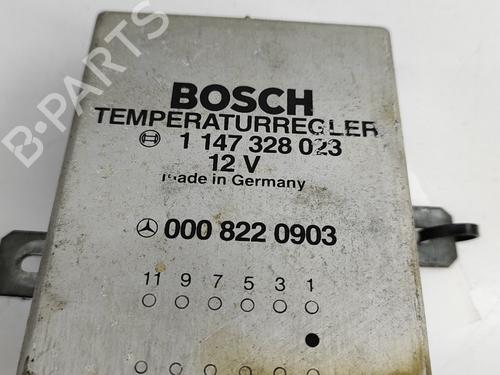 B-PARTS
BOSCH
TEMPERATURREGLER
1 147 328 023
12 V
made in Germany
000 822 0903
11 9 7 5 3 1